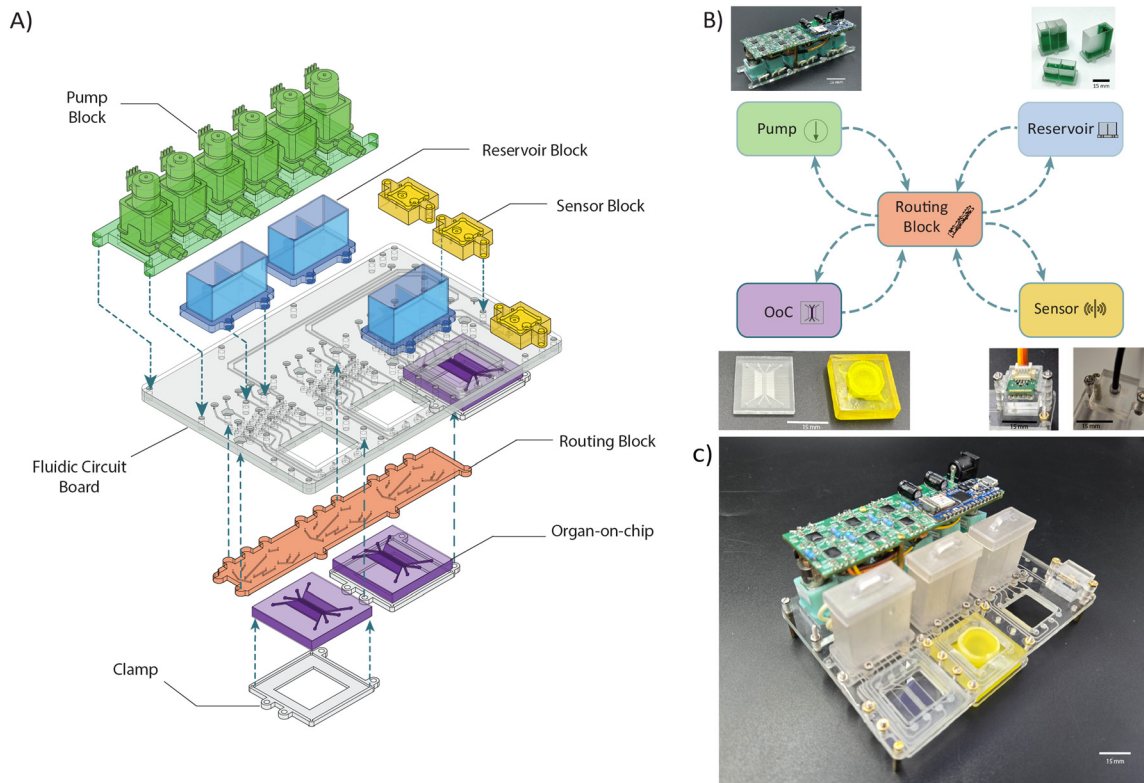 A)
Pump
Block
Reservoir Block
Sensor Block
Fluidic Circuit
Board
Routing Block
Organ-on-chip
Clamp
B)
15 mm
Pump
Reservoir
Routing
Block
OoC
Sensor
15 mm
15 mm
15 mm
c)
15 mm